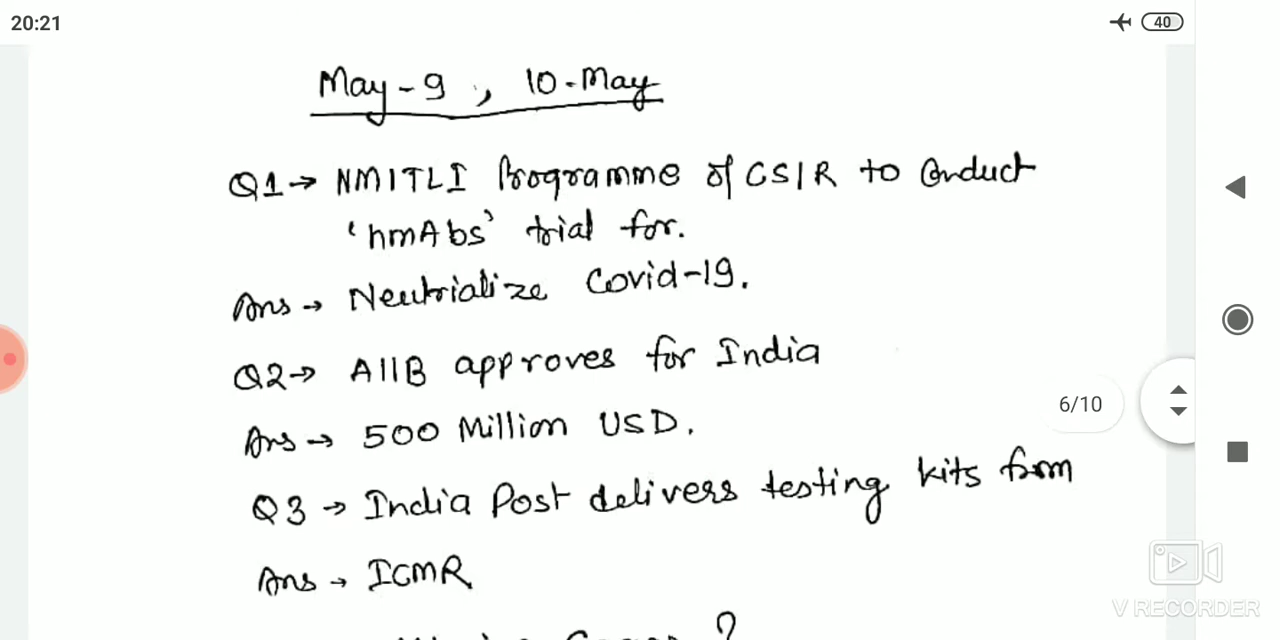 20:21
40
May-9, 10-May
Q1→ NMITLI Programme of CSIR to Conduct
'hmAbs' trial for.
Ans → Neutrialize Covid-19.
Q2→ AIIB approves for India
Ans → 500 Million USD.
6/10
Q3 → India Post delivers testing kits from
Ans → ICMR
?
V RECORDER